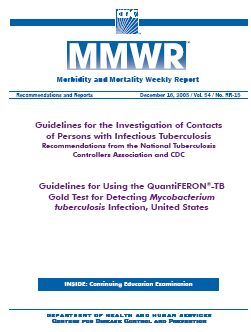 CDC
MMWR™
Morbidity and Mortality Weekly Report
Recommendations and Reports December 16, 2005 / Vol. 54 / No. RR-15
Guidelines for the Investigation of Contacts
of Persons with Infectious Tuberculosis
Recommendations from the National Tuberculosis
Controllers Association and CDC
Guidelines for Using the QuantiFERON®-TB
Gold Test for Detecting Mycobacterium
tuberculosis Infection, United States
INSIDE: Continuing Education Examination
DEPARTMENT OF HEALTH AND HUMAN SERVICES
CENTERS FOR DISEASE CONTROL AND PREVENTION